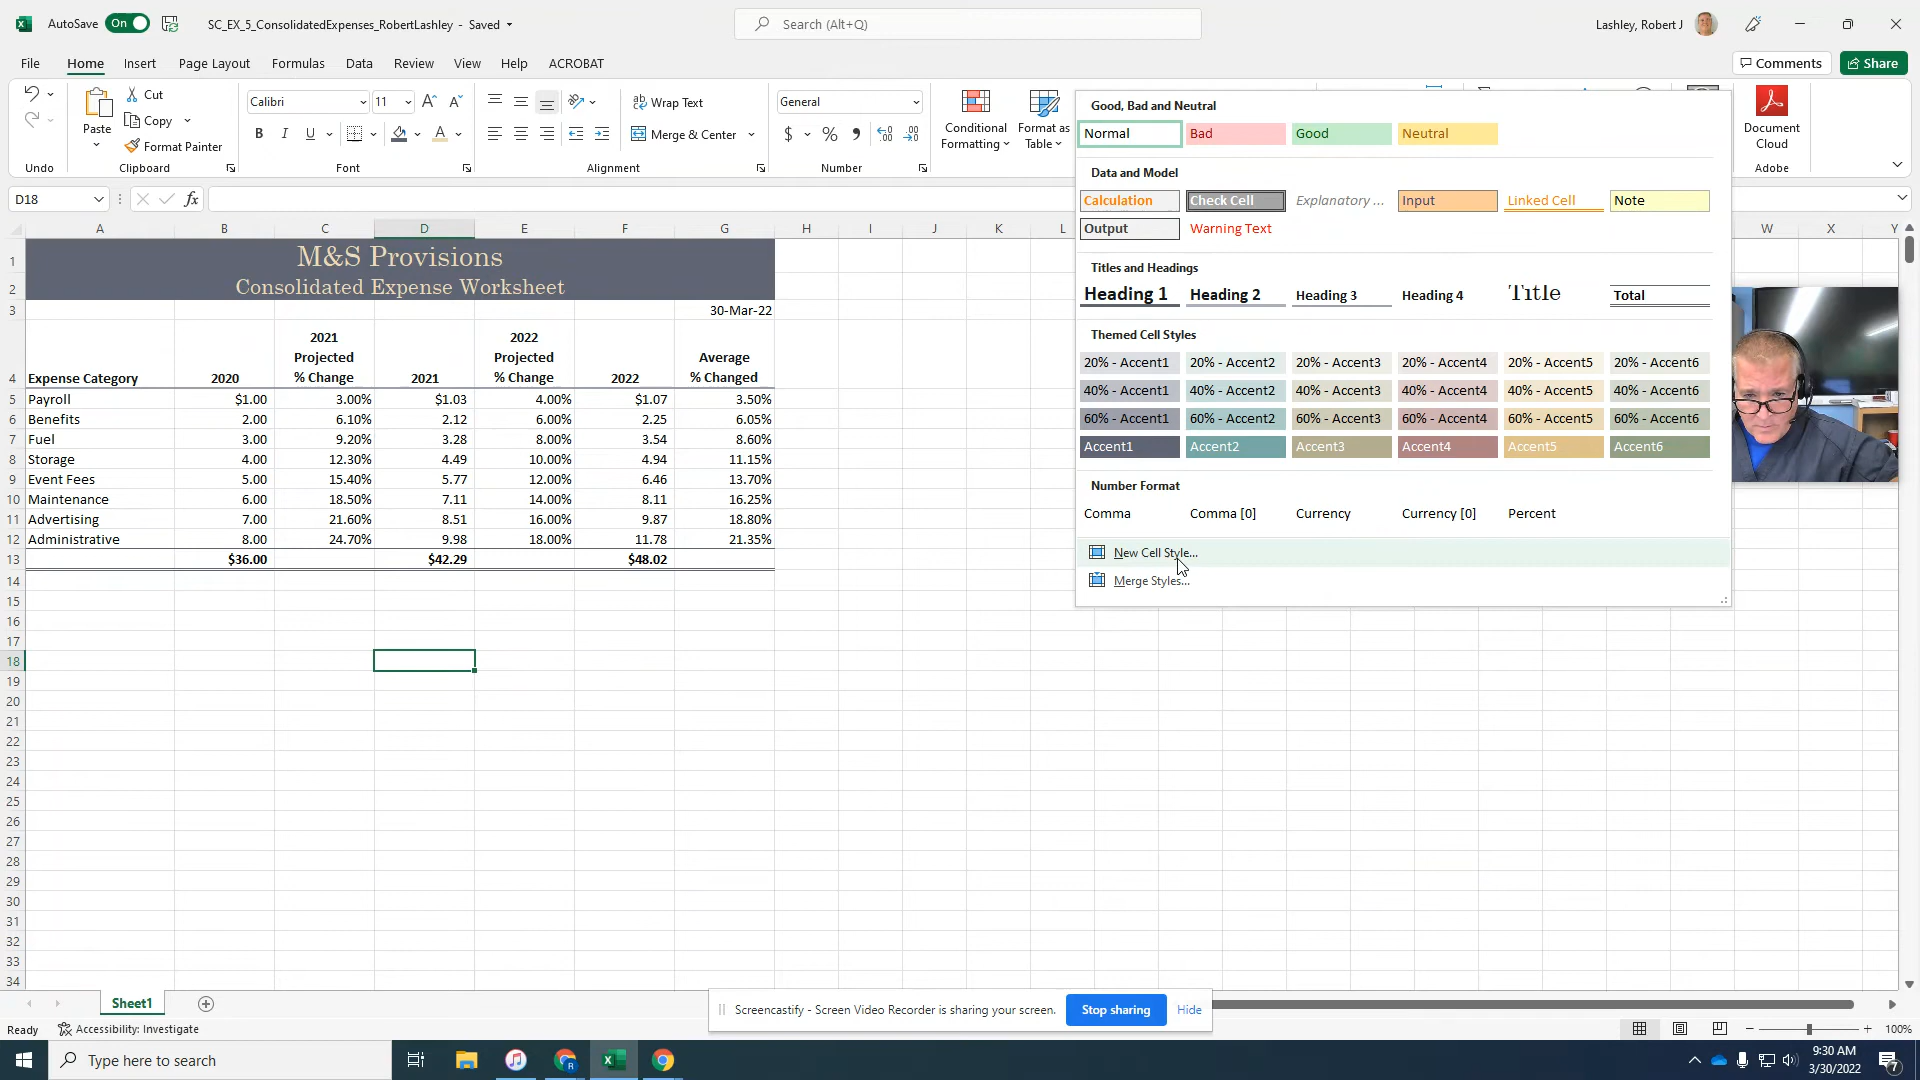 AutoSave On SC_EX_5_ConsolidatedExpenses_RobertLashley - Saved Search (Alt+Q) Lashley, Robert J
File Home Insert Page Layout Formulas Data Review View Help ACROBAT Comments Share
Paste Cut
Copy
Format Painter
Calibri 11
B I U
Wrap Text
Merge & Center
General
$ % 9
Conditional Formatting
Format as Table
Document Cloud
Undo Clipboard Font Alignment Number Adobe
D18 fx
A B C D E F G H I J K L W X Y
1 M&S Provisions
2 Consolidated Expense Worksheet
3 30-Mar-22
4 Expense Category 2020 2021 Projected % Change 2021 2022 Projected % Change 2022 Average % Changed
5 Payroll $1.00 3.00% $1.03 4.00% $1.07 3.50%
6 Benefits 2.00 6.10% 2.12 6.00% 2.25 6.05%
7 Fuel 3.00 9.20% 3.28 8.00% 3.54 8.60%
8 Storage 4.00 12.30% 4.49 10.00% 4.94 11.15%
9 Event Fees 5.00 15.40% 5.77 12.00% 6.46 13.70%
10 Maintenance 6.00 18.50% 7.11 14.00% 8.11 16.25%
11 Advertising 7.00 21.60% 8.51 16.00% 9.87 18.80%
12 Administrative 8.00 24.70% 9.98 18.00% 11.78 21.35%
13 $36.00 $42.29 $48.02
14
15
16
17
18
19
20
21
22
23
24
25
26
27
28
29
30
31
32
33
34
Good, Bad and Neutral
Normal Bad Good Neutral
Data and Model
Calculation Check Cell Explanatory ... Input Linked Cell Note
Output Warning Text
Titles and Headings
Heading 1 Heading 2 Heading 3 Heading 4 Title Total
Themed Cell Styles
20% - Accent1 20% - Accent2 20% - Accent3 20% - Accent4 20% - Accent5 20% - Accent6
40% - Accent1 40% - Accent2 40% - Accent3 40% - Accent4 40% - Accent5 40% - Accent6
60% - Accent1 60% - Accent2 60% - Accent3 60% - Accent4 60% - Accent5 60% - Accent6
Accent1 Accent2 Accent3 Accent4 Accent5 Accent6
Number Format
Comma Comma [0] Currency Currency [0] Percent
New Cell Style...
Merge Styles...
Sheet1
Screencastify - Screen Video Recorder is sharing your screen. Stop sharing Hide
Ready Accessibility: Investigate 100%
Type here to search 9:30 AM
3/30/2022 7